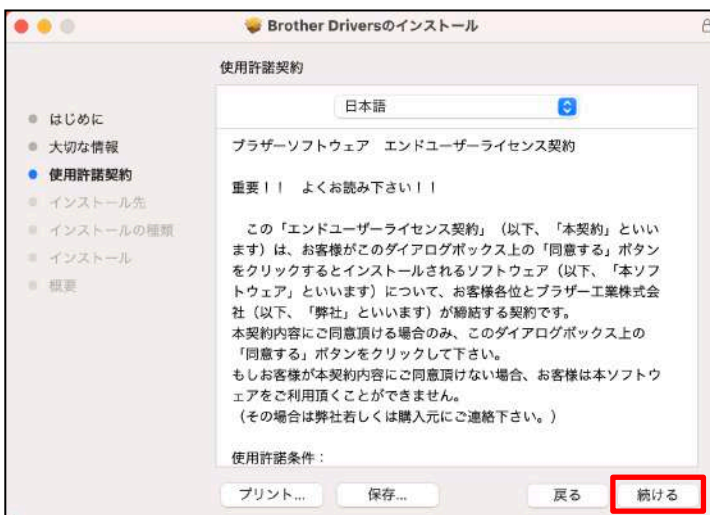 Brother Driversのインストール
使用許諾契約
はじめに
大切な情報
使用許諾契約
インストール先
インストールの種類
インストール
概要
日本語
ブラザーソフトウェア　エンドユーザーライセンス契約
重要！！　よくお読み下さい！！
この「エンドユーザーライセンス契約」（以下、「本契約」といい
ます）は、お客様がこのダイアログボックス上の「同意する」ボタン
をクリックするとインストールされるソフトウェア（以下、「本ソフ
トウェア」といいます）について、お客様各位とブラザー工業株式会
社（以下、「弊社」といいます）が締結する契約です。
本契約内容にご同意頂ける場合のみ、このダイアログボックス上の
「同意する」ボタンをクリックして下さい。
もしお客様が本契約内容にご同意頂けない場合、お客様は本ソフトウ
ェアをご利用頂くことができません。
（その場合は弊社若しくは購入元にご連絡下さい。）
使用許諾条件：
プリント... 保存... 戻る 続ける